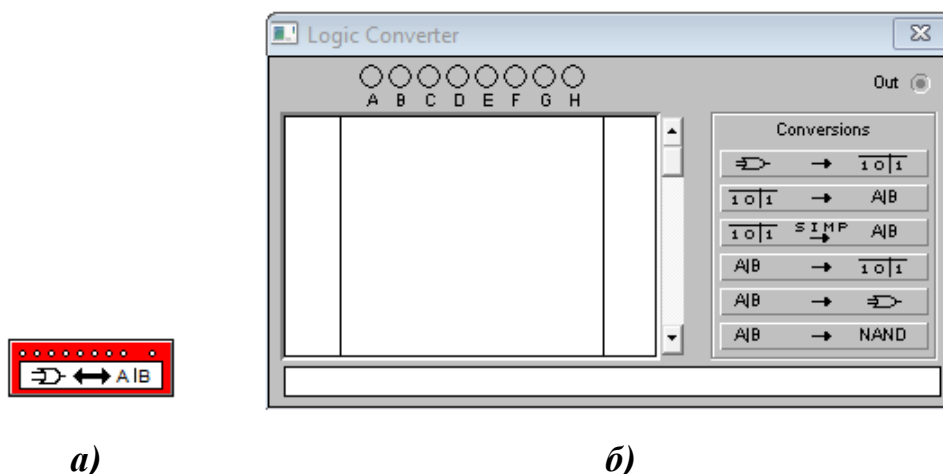 Logic Converter
A B C D E F G H
Out
Conversions
→ 1 0 1
1 0 1 → A|B
1 0 1 SIMP → A|B
A|B → 1 0 1
A|B →
A|B → NAND
A|B
а) б)